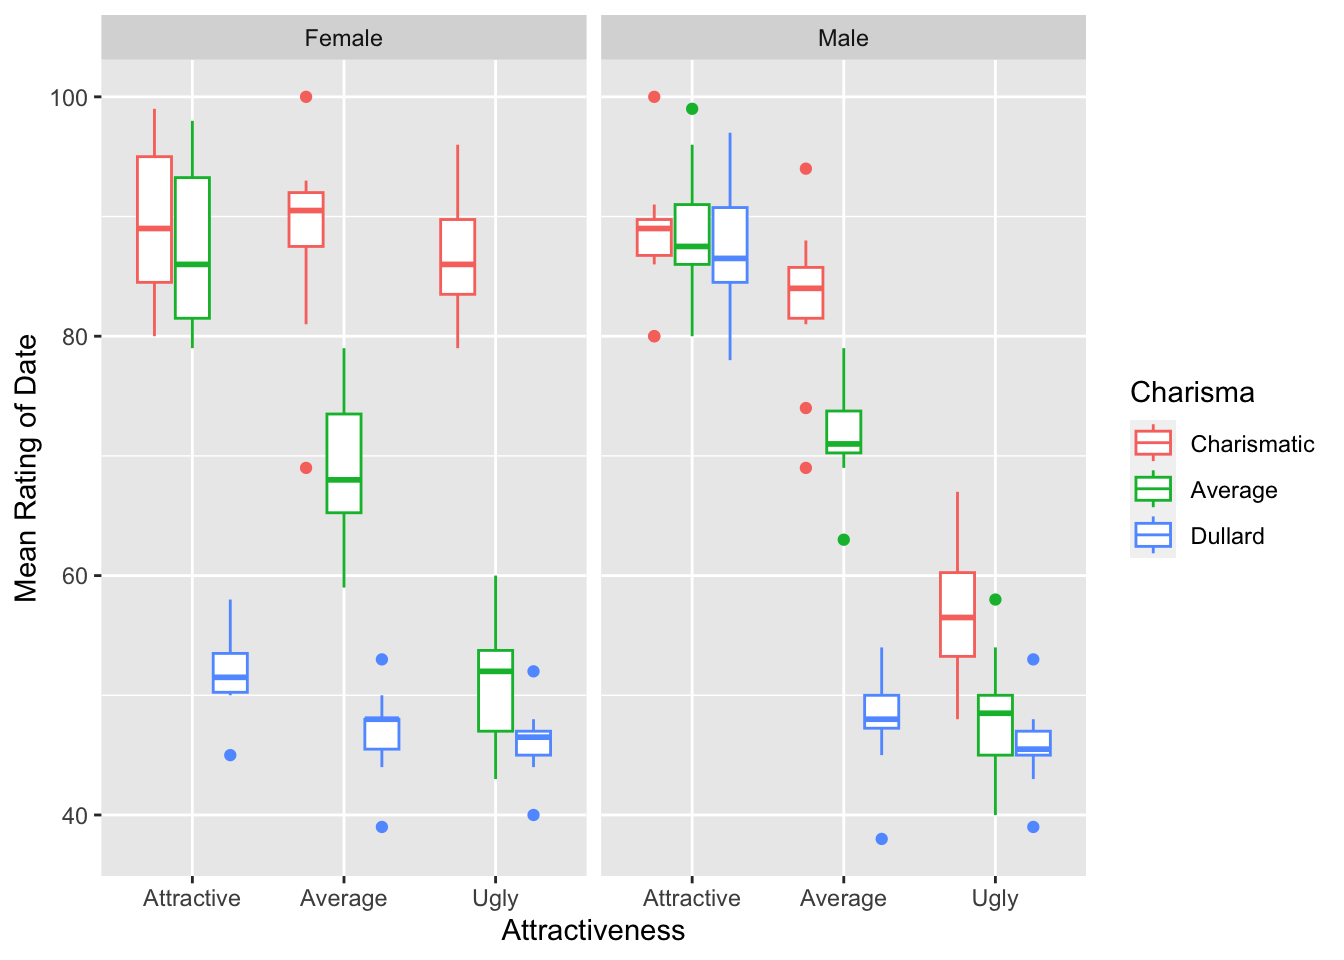 Female
Male
Mean Rating of Date
100
80
60
40
Attractive
Average
Ugly
Attractive
Average
Ugly
Attractiveness
Charisma
Charismatic
Average
Dullard